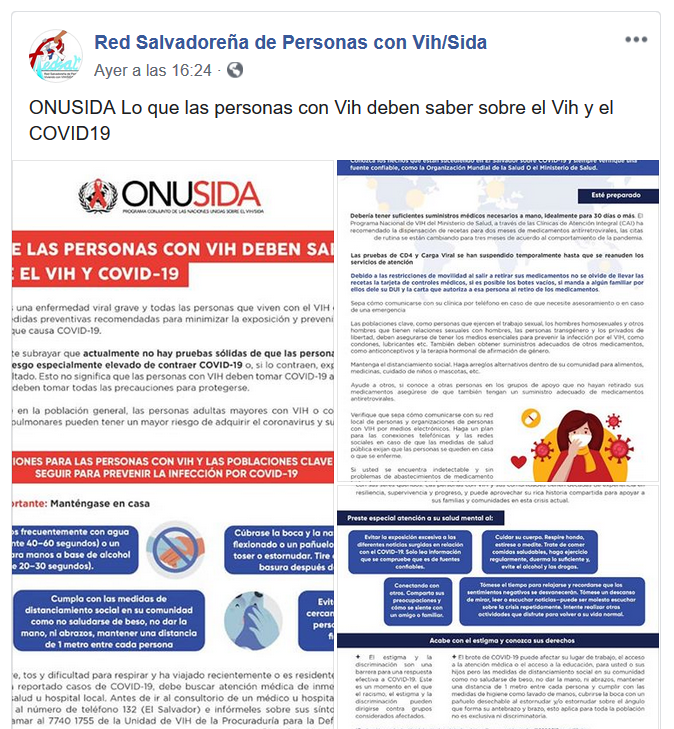 Red Salvadoreña de Personas con Vih/Sida
Ayer a las 16:24 ·
ONUSIDA Lo que las personas con Vih deben saber sobre el Vih y el
COVID19
ONUSIDA
PROGRAMA CONJUNTO DE LAS NACIONES UNIDAS SOBRE EL VIH/SIDA
E LAS PERSONAS CON VIH DEBEN SA
EL VIH Y COVID-19
una enfermedad viral grave y todas las personas que viven con el VIH
didas preventivas recomendadas para minimizar la exposición y preveni
que causa COVID-19.
te subrayar que actualmente no hay pruebas sólidas de que las persona
esgo especialmente elevado de contraer COVID-19 o, si lo contraen, exp
ltado. Esto no significa que las personas con VIH deben tomar COVID-19 a
deben tomar todas las precauciones para protegerse.
en la población general, las personas adultas mayores con VIH o co
pulmonares pueden tener un mayor riesgo de adquirir el coronavirus y su
IONES PARA LAS PERSONAS CON VIH Y LAS POBLACIONES CLAVE
SEGUIR PARA PREVENIR LA INFECCIÓN POR COVID-19
ortante: Manténgase en casa
s frecuentemente con agua
nte 40–60 segundos) o un
ara manos a base de alcohol
e 20–30 segundos).
Cúbrase la boca y la na
flexionado o un pañuelo
toser o estornudar. Tire e
basura después d
Cumpla con las medidas de
distanciamiento social en su comunidad
como no saludarse de beso, no dar la
mano, ni abrazos, mantener una distancia
de 1 metro entre cada persona
Evit
cercan
perso
fi
e, tos y dificultad para respirar y ha viajado recientemente o es residente
reportado casos de COVID-19, debe buscar atención médica de inme
alud u hospital local. Antes de ir al consultorio de un médico u hospita
al número de teléfono 132 (El Salvador) e infórmeles sobre sus sínto
amar al 7740 1755 de la Unidad de VIH de la Procuraduría para la Def
Conozca los hechos que están sucediendo en El Salvador sobre COVID-19 y siempre verifique una
fuente confiable, como la Organización Mundial de la Salud O el Ministerio de Salud.
Esté preparado
Debería tener suficientes suministros médicos necesarios a mano, idealmente para 30 días o más. El
Programa Nacional de VIH del Ministerio de Salud, a través de las Clínicas de Atención Integral (CAI) ha
recomendado la dispensación de recetas para dos meses de medicamentos antirretrovirales, las citas
de rutina se están cambiando para tres meses de acuerdo al comportamiento de la pandemia.
Las pruebas de CD4 y Carga Viral se han suspendido temporalmente hasta que se reanuden los
servicios de atención
Debido a las restricciones de movilidad al salir a retirar sus medicamentos no se olvide de llevar las
recetas la tarjeta de controles médicos, si es posible los botes vacíos, si manda a algún familiar por
ellos dele su DUI y la carta que autoriza a esa persona al retiro de los medicamentos.
Sepa cómo comunicarse con su clínica por teléfono en caso de que necesite asesoramiento o en caso
de una emergencia
Las poblaciones clave, como personas que ejercen el trabajo sexual, los hombres homosexuales y otros
hombres que tienen relaciones sexuales con hombres, las personas transgénero y los privados de
libertad, deben asegurarse de tener los medios esenciales para prevenir la infección por el VIH, como
condones, lubricantes etc. También deben obtener suministros adecuados de otros medicamentos,
como anticonceptivos y la terapia hormonal de afirmación de género.
Mantenga el distanciamiento social. Haga arreglos alternativos dentro de su comunidad para alimentos,
medicinas, cuidado de niños o mascotas, etc.
Ayude a otros, si conoce a otras personas en los grupos de apoyo que no hayan retirado sus
medicamentos asegúrese de que también tengan un suministro adecuado de medicamentos
antirretrovirales.
Verifique que sepa cómo comunicarse con su red
local de personas y organizaciones de personas
con VIH por medios electrónicos. Haga un plan
para las conexiones telefónicas y las redes
sociales en caso de que las medidas de salud
pública exijan que las personas se queden en casa
o que se enferme.
Si usted se encuentra indetectable y sin
problemas de abastecimientos de medicamento
resiliencia, supervivencia y progreso, y puede aprovechar su rica historia compartida para apoyar a
sus familias y comunidades en esta crisis actual.
Preste especial atención a su salud mental al:
Evitar la exposición excesiva a las
diferentes noticias surgidas en relación
con el COVID-19. Solo lea información
que se compruebe que es de fuentes
confiables.
Cuidar su cuerpo. Respire hondo,
estírese o medite. Trate de comer
comidas saludables, haga ejercicio
regularmente, duerma lo suficiente y,
evite el alcohol y las drogas.
Conectando con
otros. Comparta sus
preocupaciones y
cómo se siente con
un amigo o familiar.
Tómese el tiempo para relajarse y recordarse que los
sentimientos negativos se desvanecerán. Tómese un descanso
de mirar, leer o escuchar noticias—puede ser molesto escuchar
sobre la crisis repetidamente. Intente realizar otras
actividades que disfrute para volver a su vida normal.
Acabe con el estigma y conozca sus derechos
El estigma y la
discriminación son una
barrera para una respuesta
efectiva a COVID-19. Este
es un momento en el que
el racismo, el estigma y la
discriminación pueden
dirigirse contra grupos
considerados afectados.
El brote de COVID-19 puede afectar su lugar de trabajo, el acceso
a la atención médica o el acceso a la educación, para usted o sus
hijos pero las medidas de distanciamiento social en su comunidad
como no saludarse de beso, no dar la mano, ni abrazos, mantener
una distancia de 1 metro entre cada persona y cumplir con las
medidas de higiene como lavado de manos, cubrirse la boca con un
pañuelo desechable al estornudar y/o estornudar sobre el ángulo
que forma su antebrazo y brazo, esto aplica para toda la población
no es exclusiva ni discriminatoria.